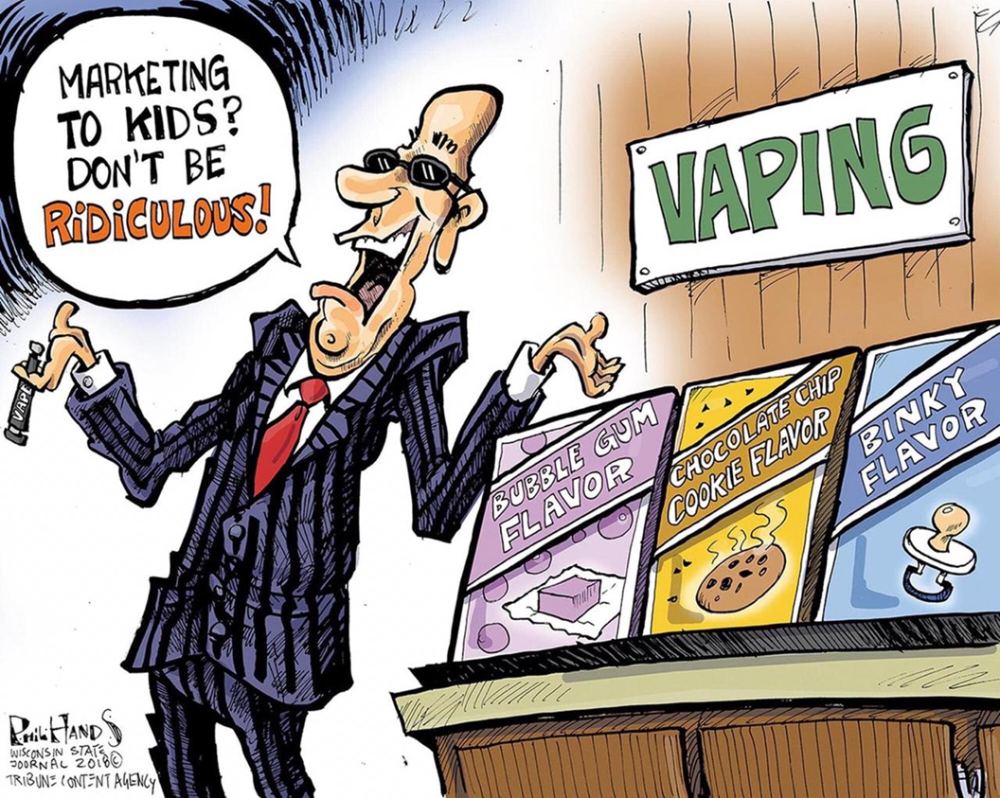 MARKETING
TO KIDS?
DON'T BE
RiDiCULOUS!
VAPING
VAPE
BUBBLE GUM
FLAVOR
CHOCOLATE CHIP
COOKIE FLAVOR
BINKY
FLAVOR
PHIL HANDS
WISCONSIN STATE
JOURNAL 2018©
TRIBUNE CONTENT AGENCY